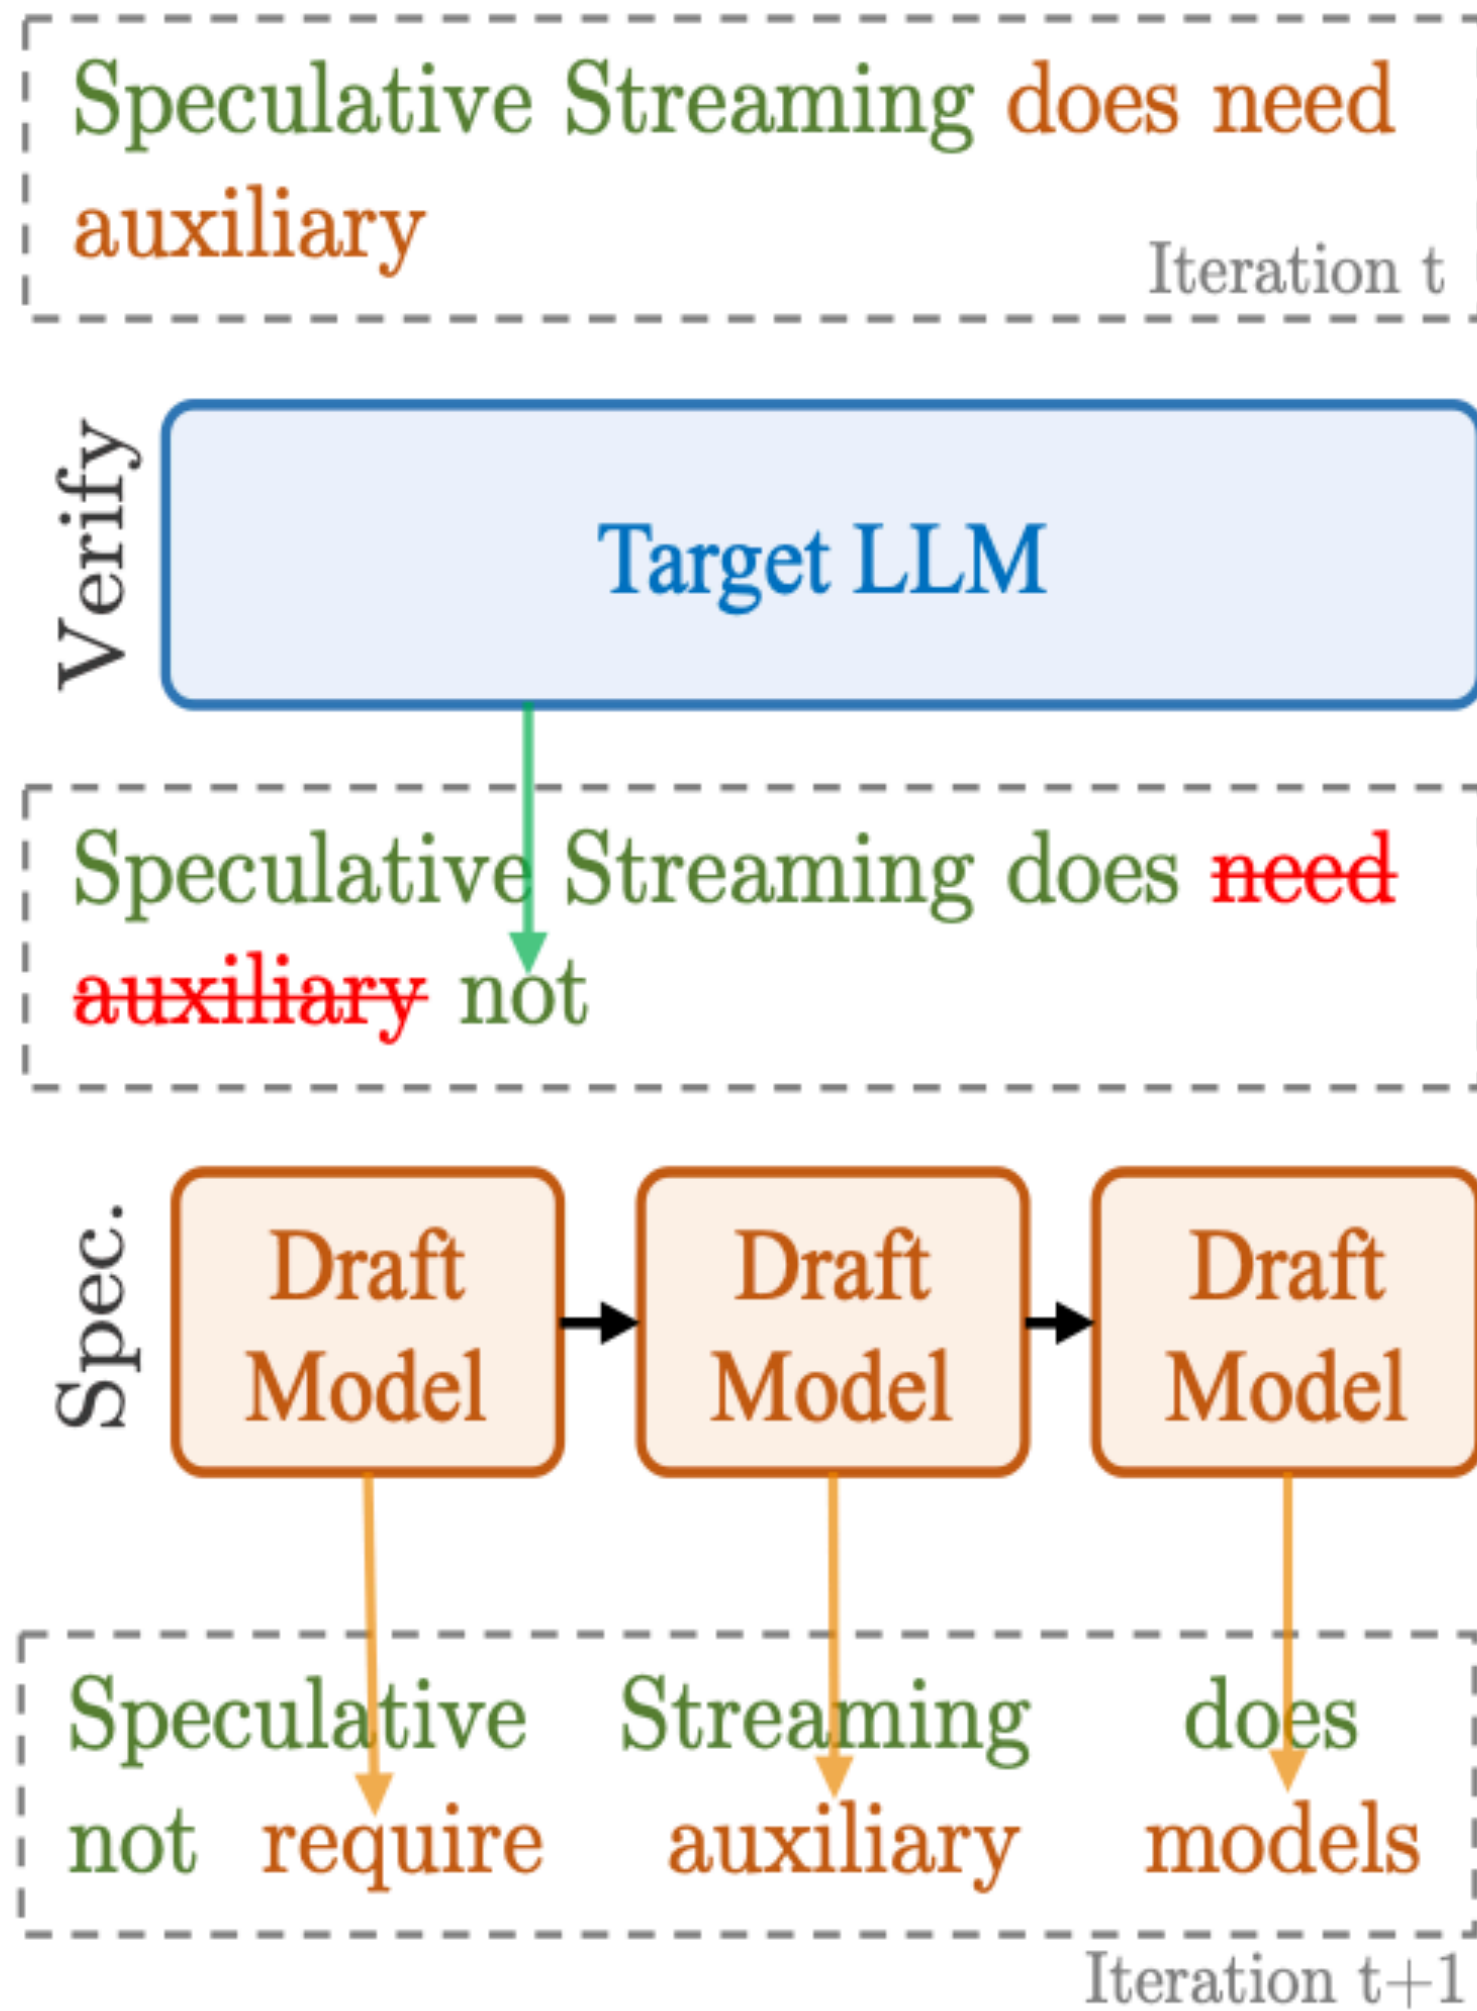 Speculative Streaming does need
auxiliary
Iteration t
Verify
Target LLM
Speculative Streaming does need
auxiliary not
Spec.
Draft
Model
Draft
Model
Draft
Model
Speculative Streaming does
not require auxiliary models
Iteration t+1